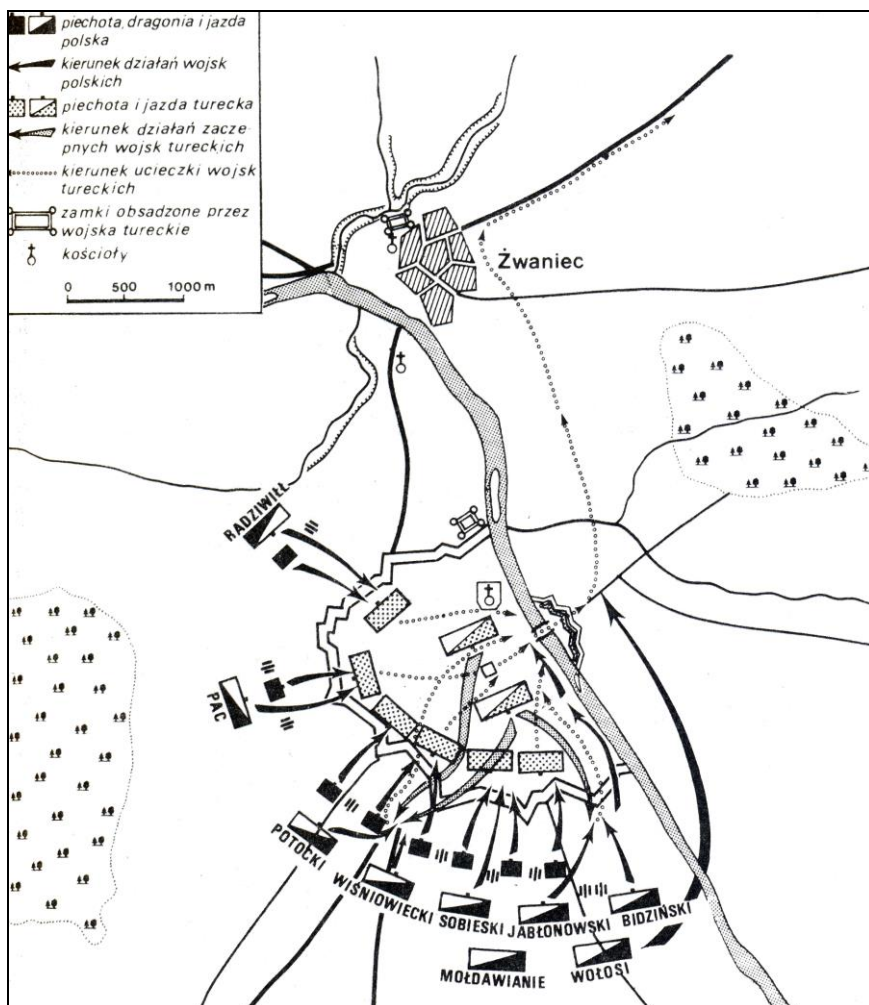 piechota, dragonia i jazda
polska
kierunek działań wojsk
polskich
piechota i jazda turecka
kierunek działań zacze-
pnych wojsk tureckich
kierunek ucieczki wojsk
tureckich
zamki obsadzone przez
wojska tureckie
kościoły
0 500 1000 m
Żwaniec
RADZIWIŁŁ
PAC
POTOCKI
WIŚNIOWIECKI
SOBIESKI
JABŁONOWSKI
BIDZIŃSKI
MOŁDAWIANIE
WOŁOSI